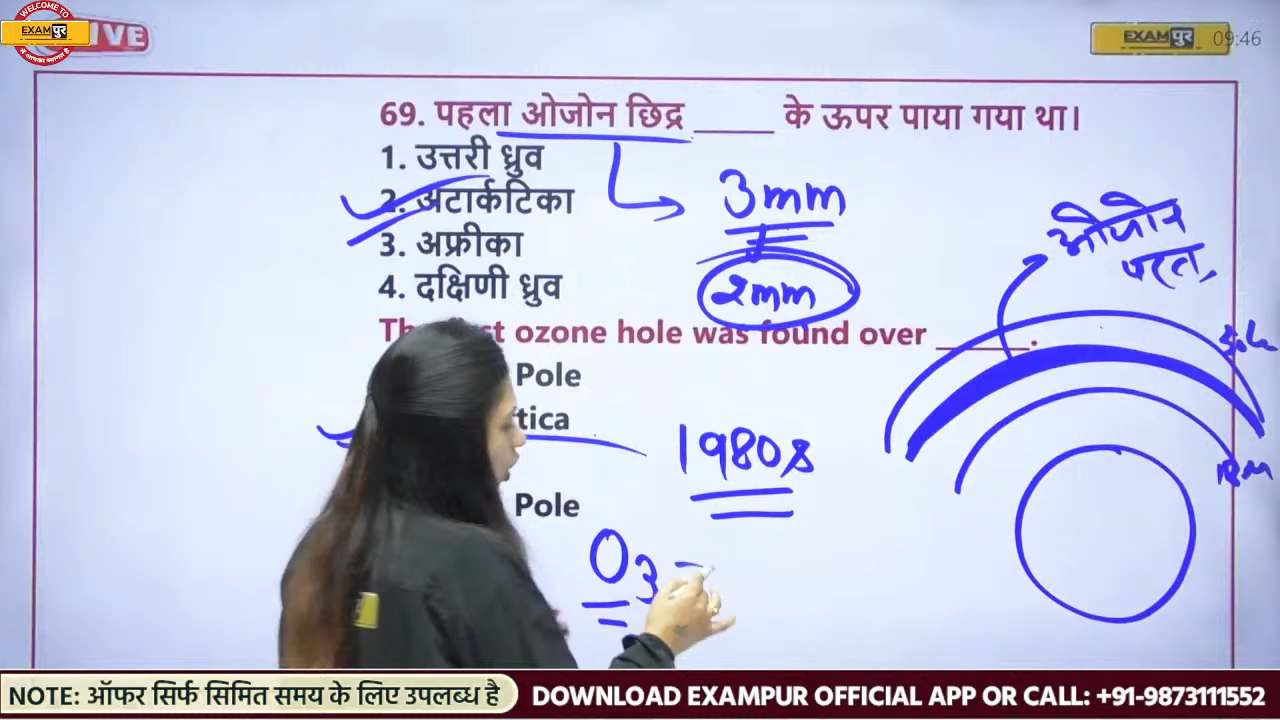 WELCOME TO
EXAMपुर
IVE
EXAMपुर
09:46
69. पहला ओजोन छिद्र _____ के ऊपर पाया गया था।
1. उत्तरी ध्रुव
2. अटार्कटिका
3. अफ्रीका
4. दक्षिणी ध्रुव
3mm
2mm
ओजोन
परत
The first ozone hole was found over ______.
Pole
tica
Pole
1980s
O3
NOTE: ऑफर सिर्फ सिमित समय के लिए उपलब्ध है
DOWNLOAD EXAMPUR OFFICIAL APP OR CALL: +91-9873111552